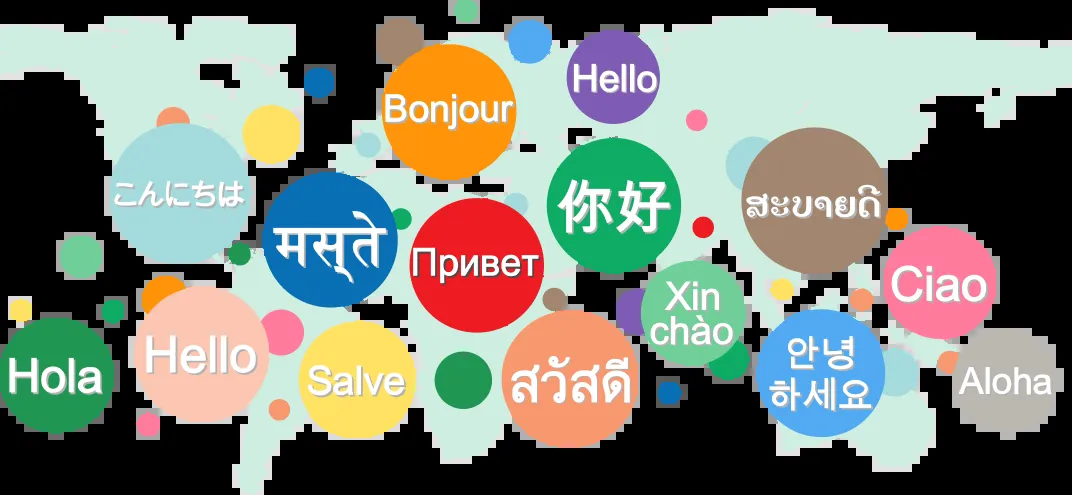 Bonjour
Hello
こんにちは
मस्ते
Привет
你好
ສະບາຍດີ
Ciao
Xin
chào
Hola
Hello
Salve
สวัสดี
안녕
하세요
Aloha